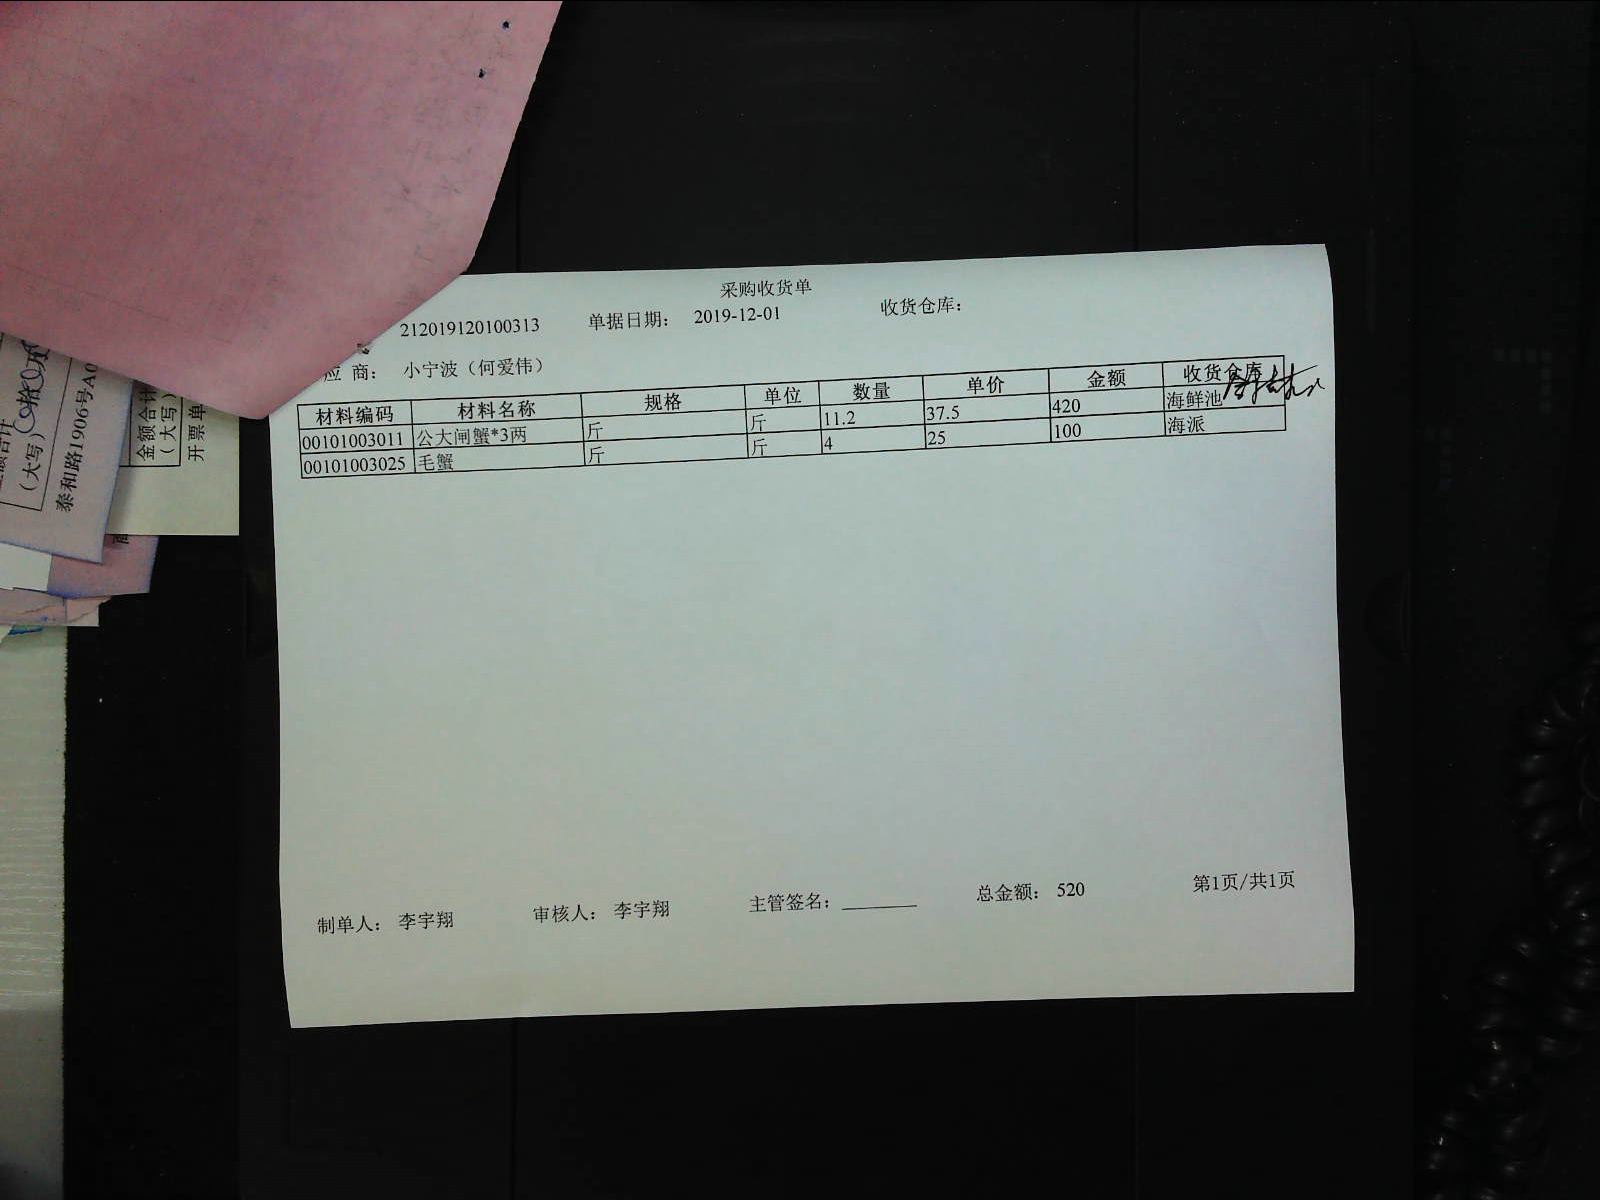 采购收货单
212019120100313 单据日期： 2019-12-01 收货仓库：
应 商： 小宁波（何爱伟）
材料编码 材料名称 规格 单位 数量 单价 金额 收货仓库
00101003011 公大闸蟹*3两 斤 斤 11.2 37.5 420 海鲜池
00101003025 毛蟹 斤 斤 4 25 100 海派
制单人： 李宇翔 审核人： 李宇翔 主管签名： 总金额： 520 第1页/共1页
（大写）
泰和路1906号A0
金额合计
（大写）
开票单